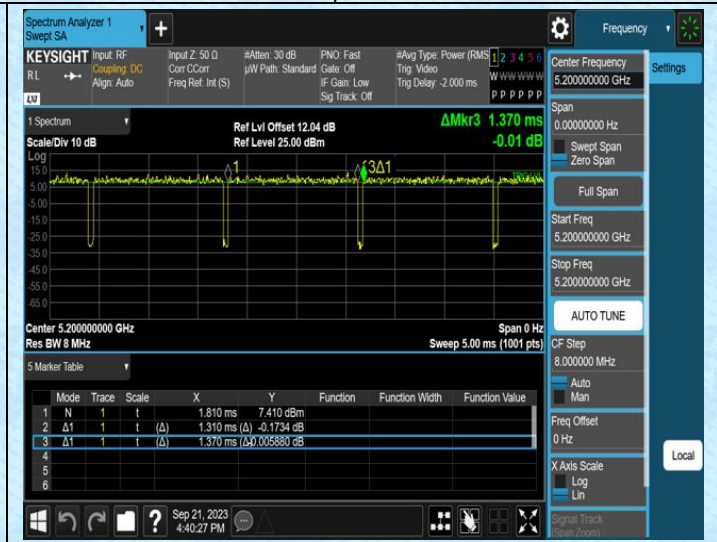 Spectrum Analyzer 1
Swept SA
Frequency
KEYSIGHT
RL
LXI
Input: RF
Coupling: DC
Align: Auto
Input Z: 50 Ω
Corr CCorr
Freq Ref: Int (S)
#Atten: 30 dB
µW Path: Standard
PNO: Fast
Gate: Off
IF Gain: Low
Sig Track: Off
#Avg Type: Power (RMS
Trig: Video
Trig Delay: -2.000 ms
1 2 3 4 5 6
W W W W W W
P P P P P P
1 Spectrum
Scale/Div 10 dB
Ref Lvl Offset 12.04 dB
Ref Level 25.00 dBm
ΔMkr3 1.370 ms
-0.01 dB
Log
15.0
5.00
-5.00
-15.0
-25.0
-35.0
-45.0
-55.0
-65.0
1
3Δ1
Center 5.200000000 GHz
Res BW 8 MHz
Span 0 Hz
Sweep 5.00 ms (1001 pts)
5 Marker Table
Mode Trace Scale X Y Function Function Width Function Value
1 N 1 t 1.810 ms 7.410 dBm
2 Δ1 1 t (Δ) 1.310 ms (Δ) -0.1734 dB
3 Δ1 1 t (Δ) 1.370 ms (Δ) -0.005880 dB
4
5
6
Sep 21, 2023
4:40:27 PM
Center Frequency
5.200000000 GHz
Span
0.00000000 Hz
Swept Span
Zero Span
Full Span
Start Freq
5.200000000 GHz
Stop Freq
5.200000000 GHz
AUTO TUNE
CF Step
8.000000 MHz
Auto
Man
Freq Offset
0 Hz
X Axis Scale
Log
Lin
Signal Track
(Span Zoom)
Settings
Local